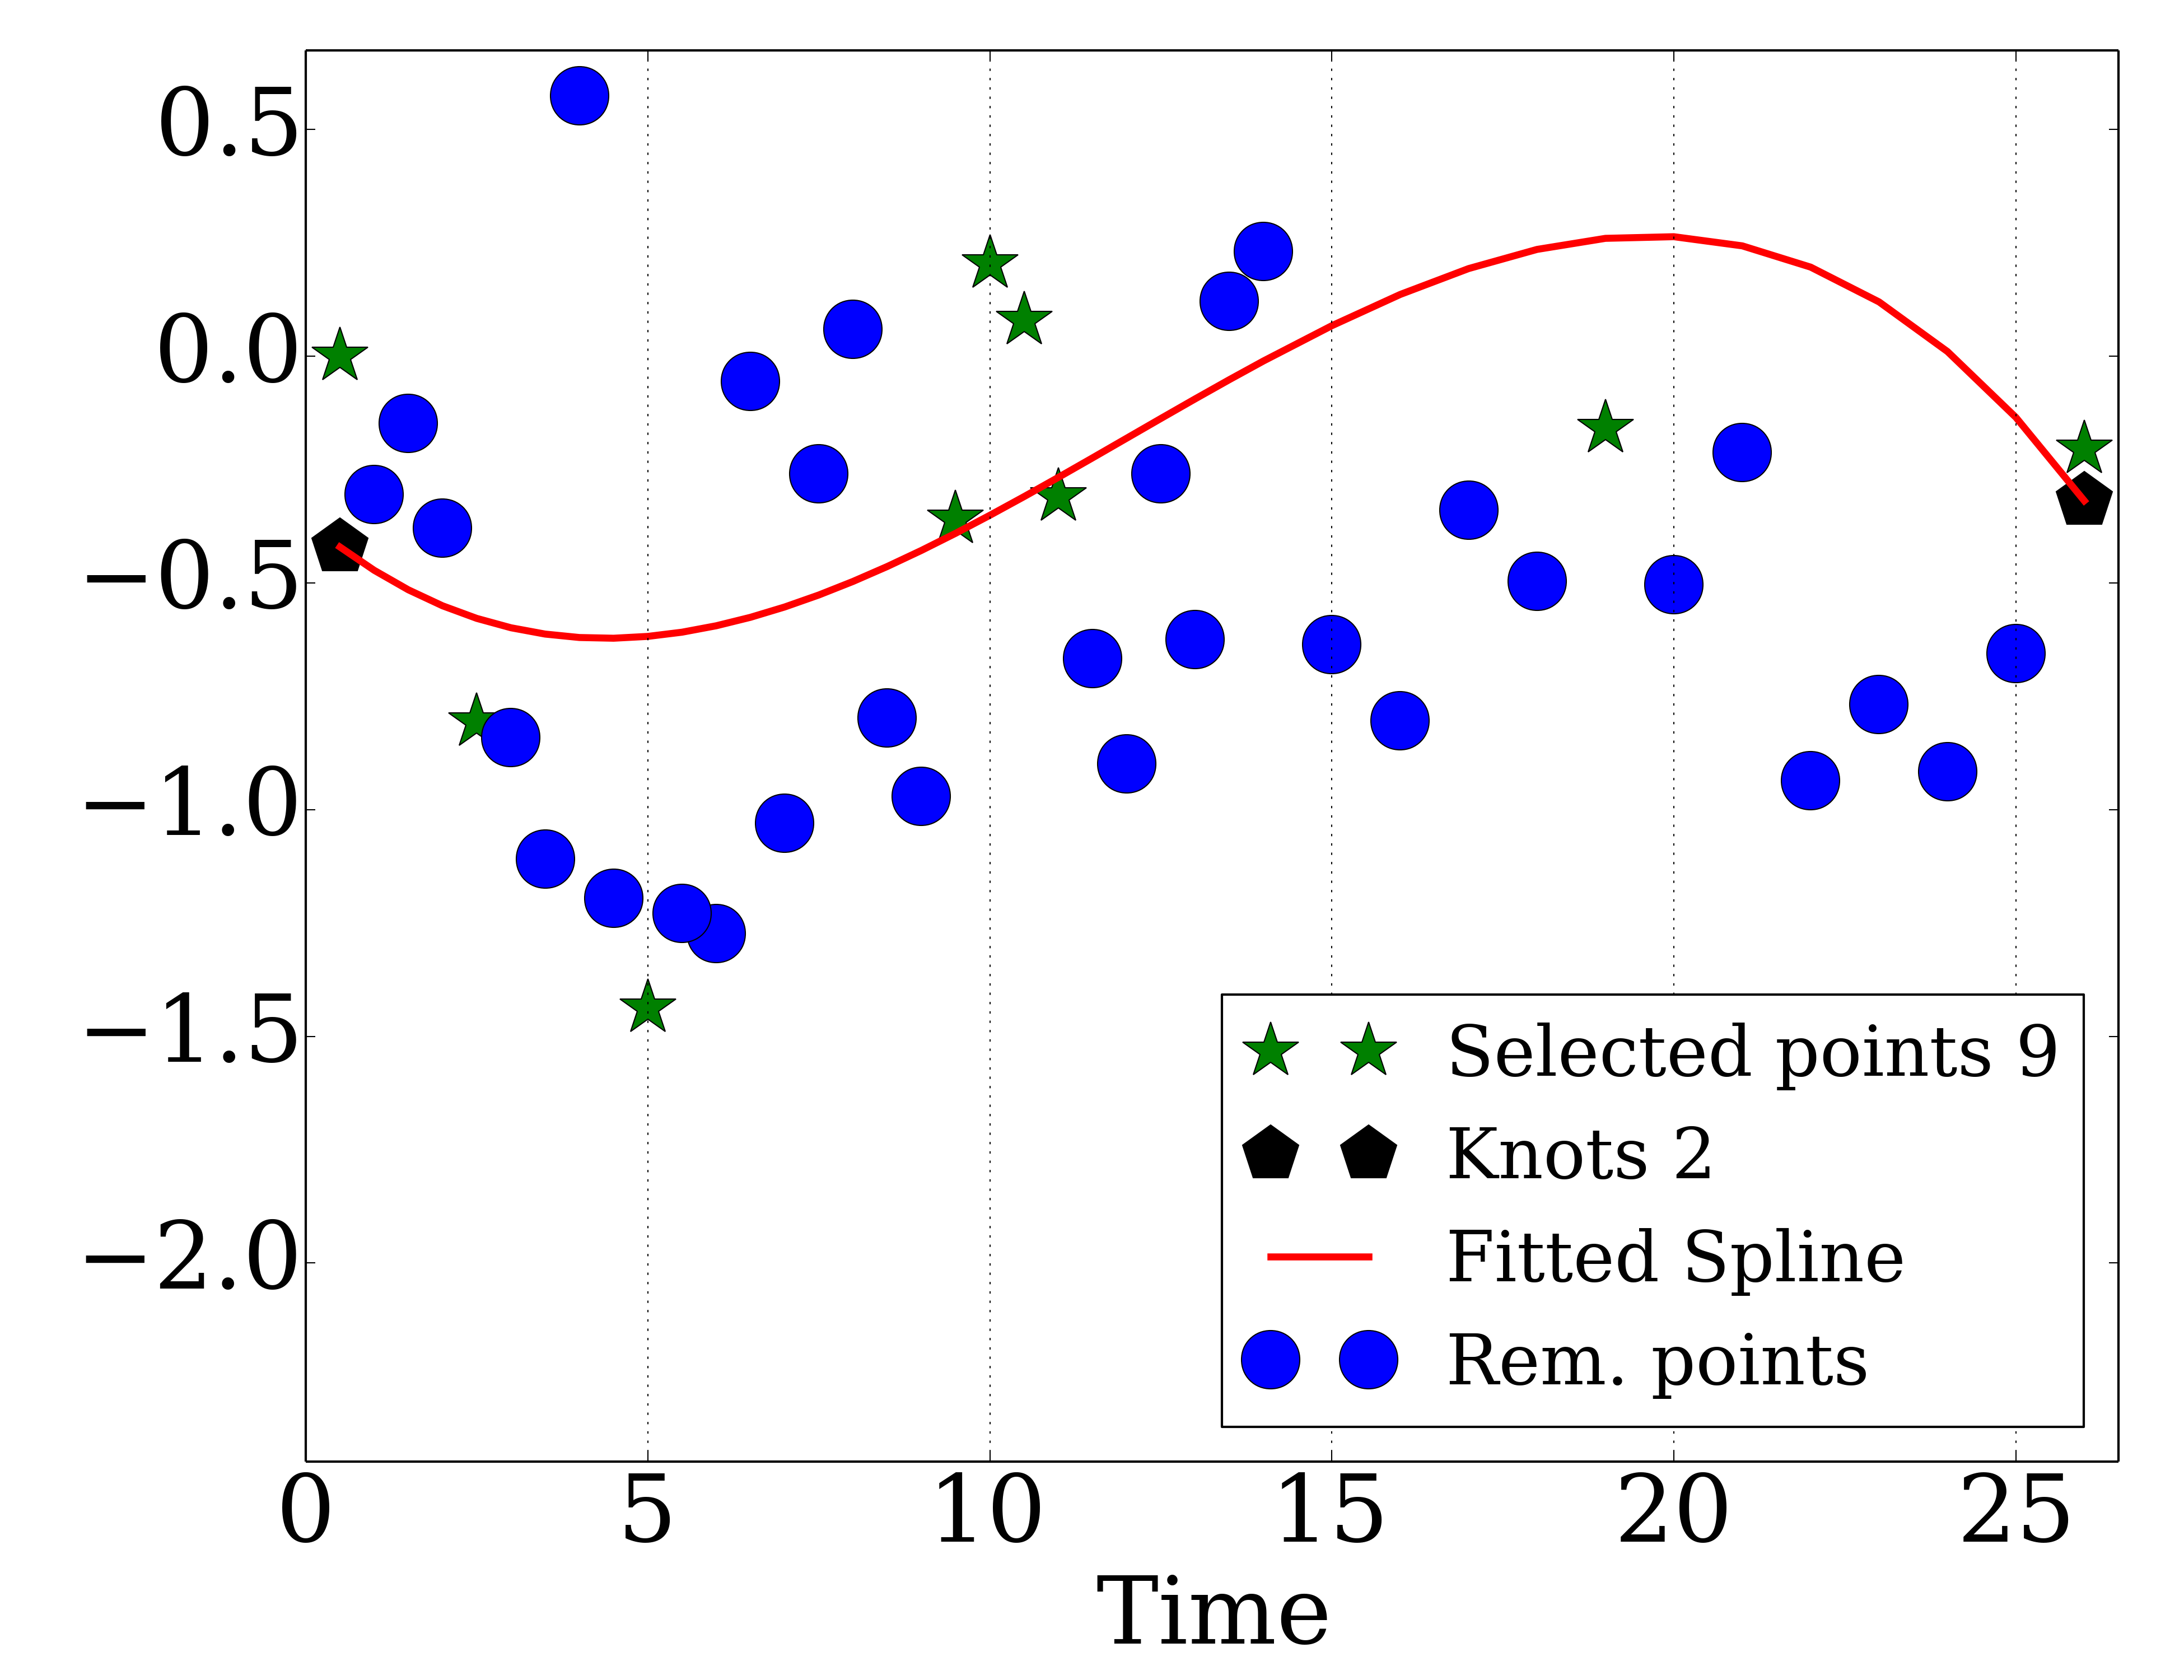 0.5
0.0
−0.5
−1.0
−1.5
−2.0
Selected points 9
Knots 2
Fitted Spline
Rem. points
0 5 10 15 20 25
Time